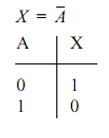 X = A̅
A X
0 1
1 0